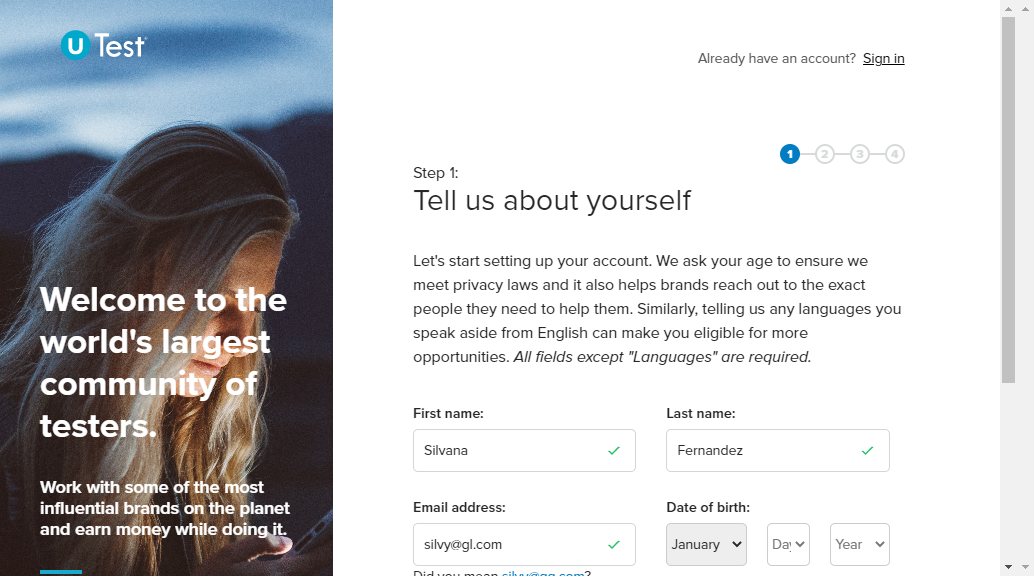 U Test
Already have an account? Sign in
1 2 3 4
Step 1:
Tell us about yourself
Let's start setting up your account. We ask your age to ensure we
meet privacy laws and it also helps brands reach out to the exact
people they need to help them. Similarly, telling us any languages you
speak aside from English can make you eligible for more
opportunities. All fields except "Languages" are required.
Welcome to the
world's largest
community of
testers.
Work with some of the most
influential brands on the planet
and earn money while doing it.
First name: Last name:
Silvana Fernandez
Email address: Date of birth:
silvy@gl.com January Day Year
Did you mean silvy@gq.com?